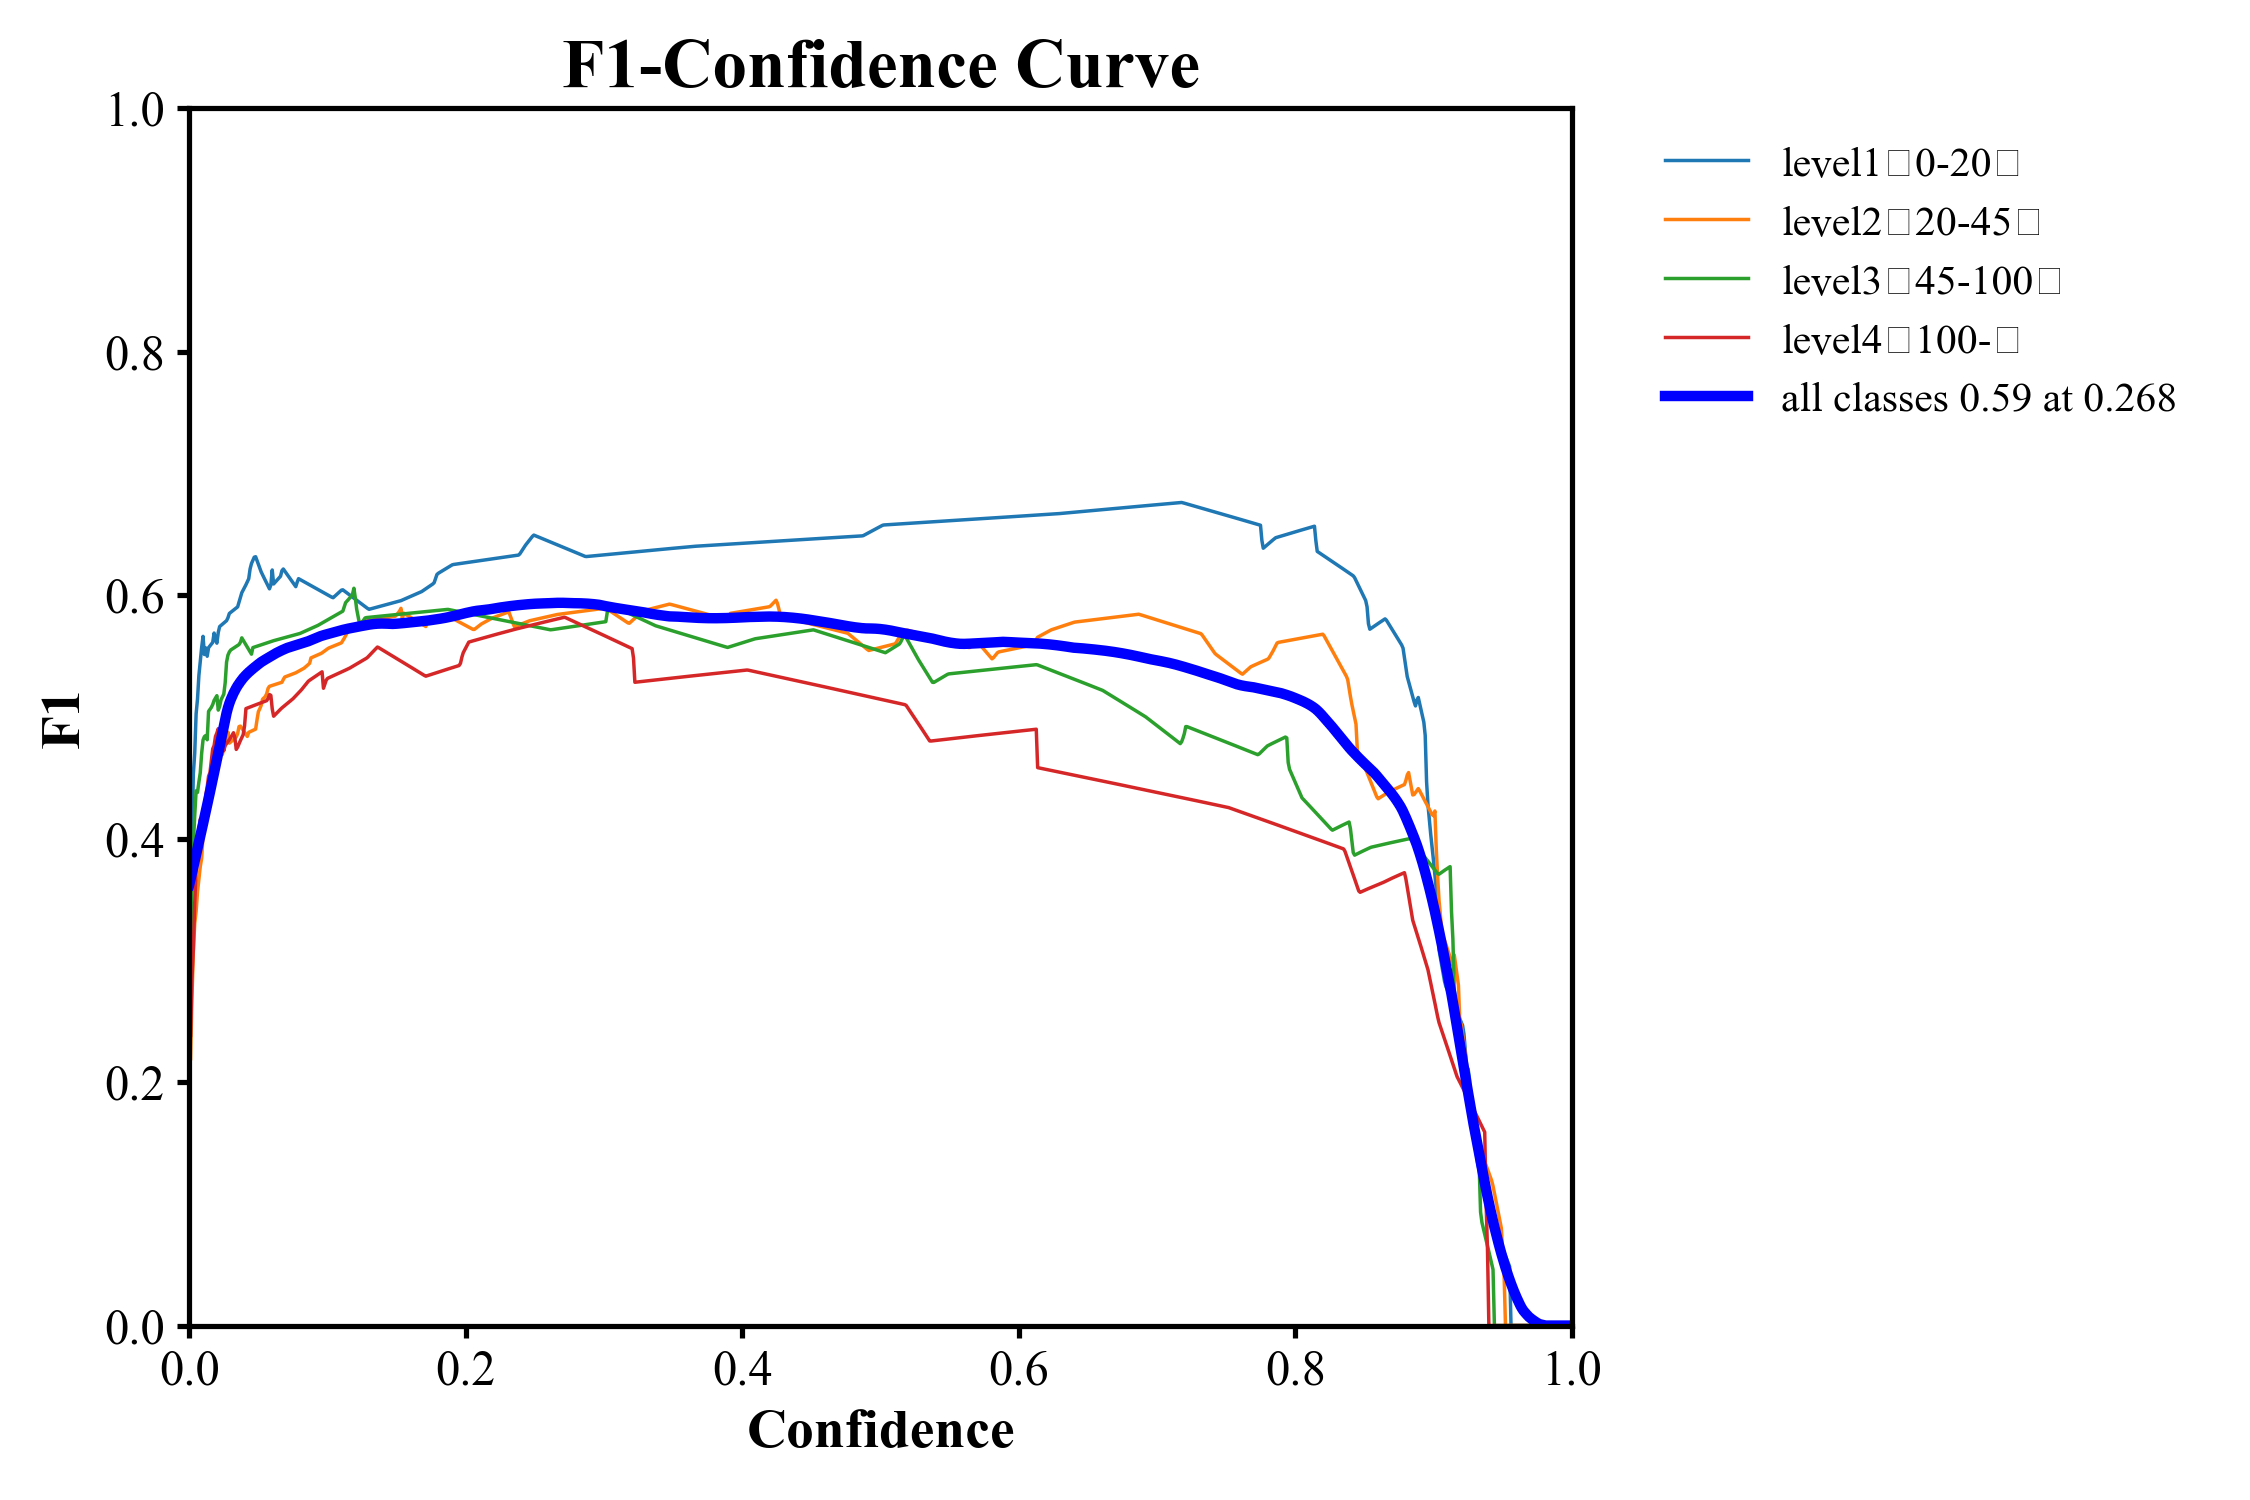 F1-Confidence Curve
1.0
0.8
0.6
0.4
0.2
0.0
F1
0.0 0.2 0.4 0.6 0.8 1.0
Confidence
level1□0-20□
level2□20-45□
level3□45-100□
level4□100-□
all classes 0.59 at 0.268